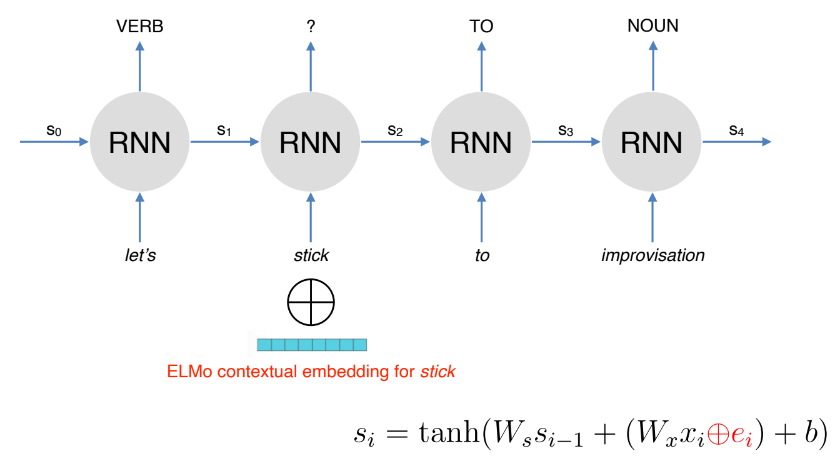 VERB ? TO NOUN
s₀ RNN s₁ RNN s₂ RNN s₃ RNN s₄
let's stick to improvisation
ELMo contextual embedding for stick
sᵢ = tanh(Wₛsᵢ₋₁ + (Wₓxᵢ⊕eᵢ) + b)